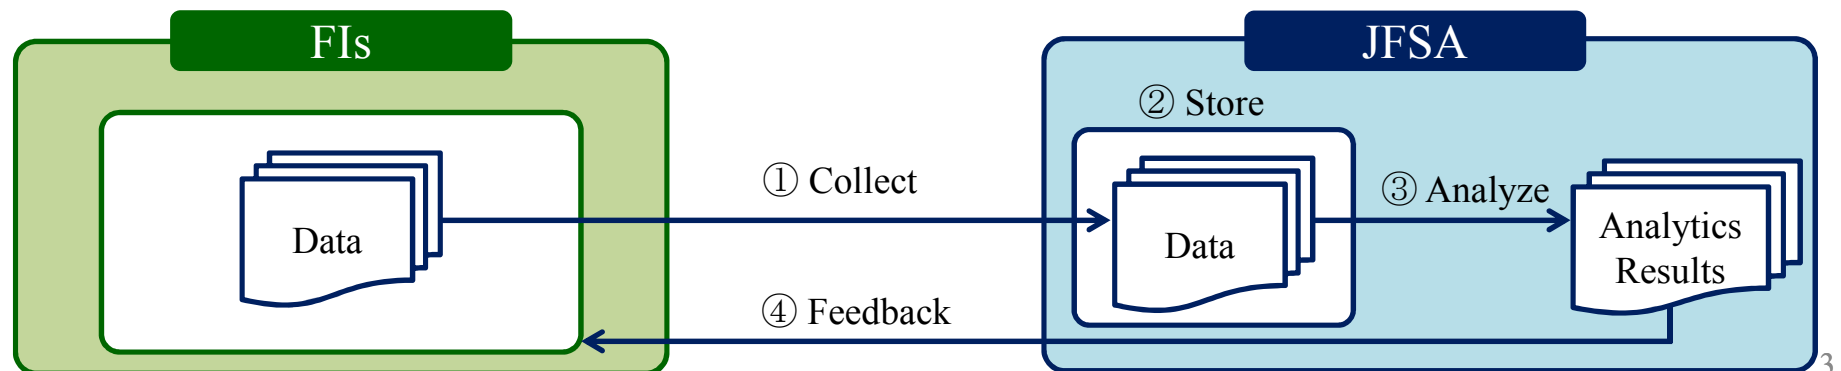 FIs
JFSA
② Store
① Collect
③ Analyze
Data
Data
Analytics
Results
④ Feedback
3